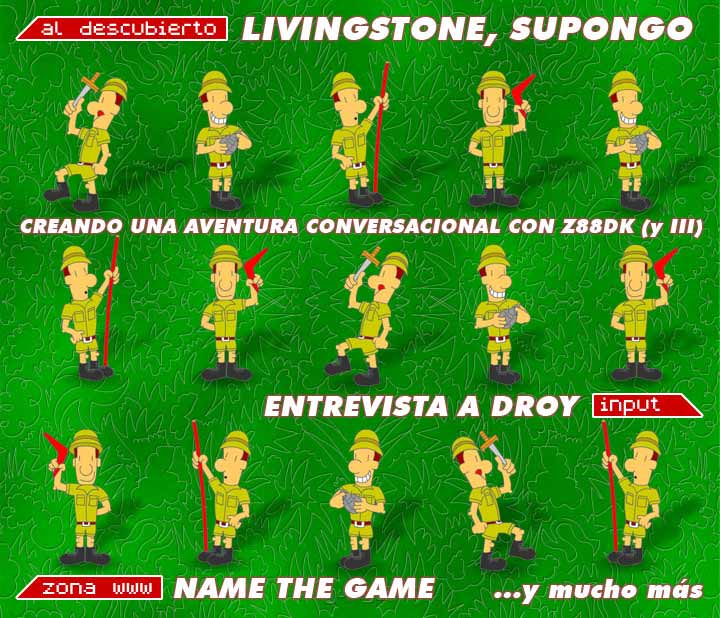 al descubierto LIVINGSTONE, SUPONGO
CREANDO UNA AVENTURA CONVERSACIONAL CON Z88DK (y III)
ENTREVISTA A DROY input
zona www NAME THE GAME ...y mucho más